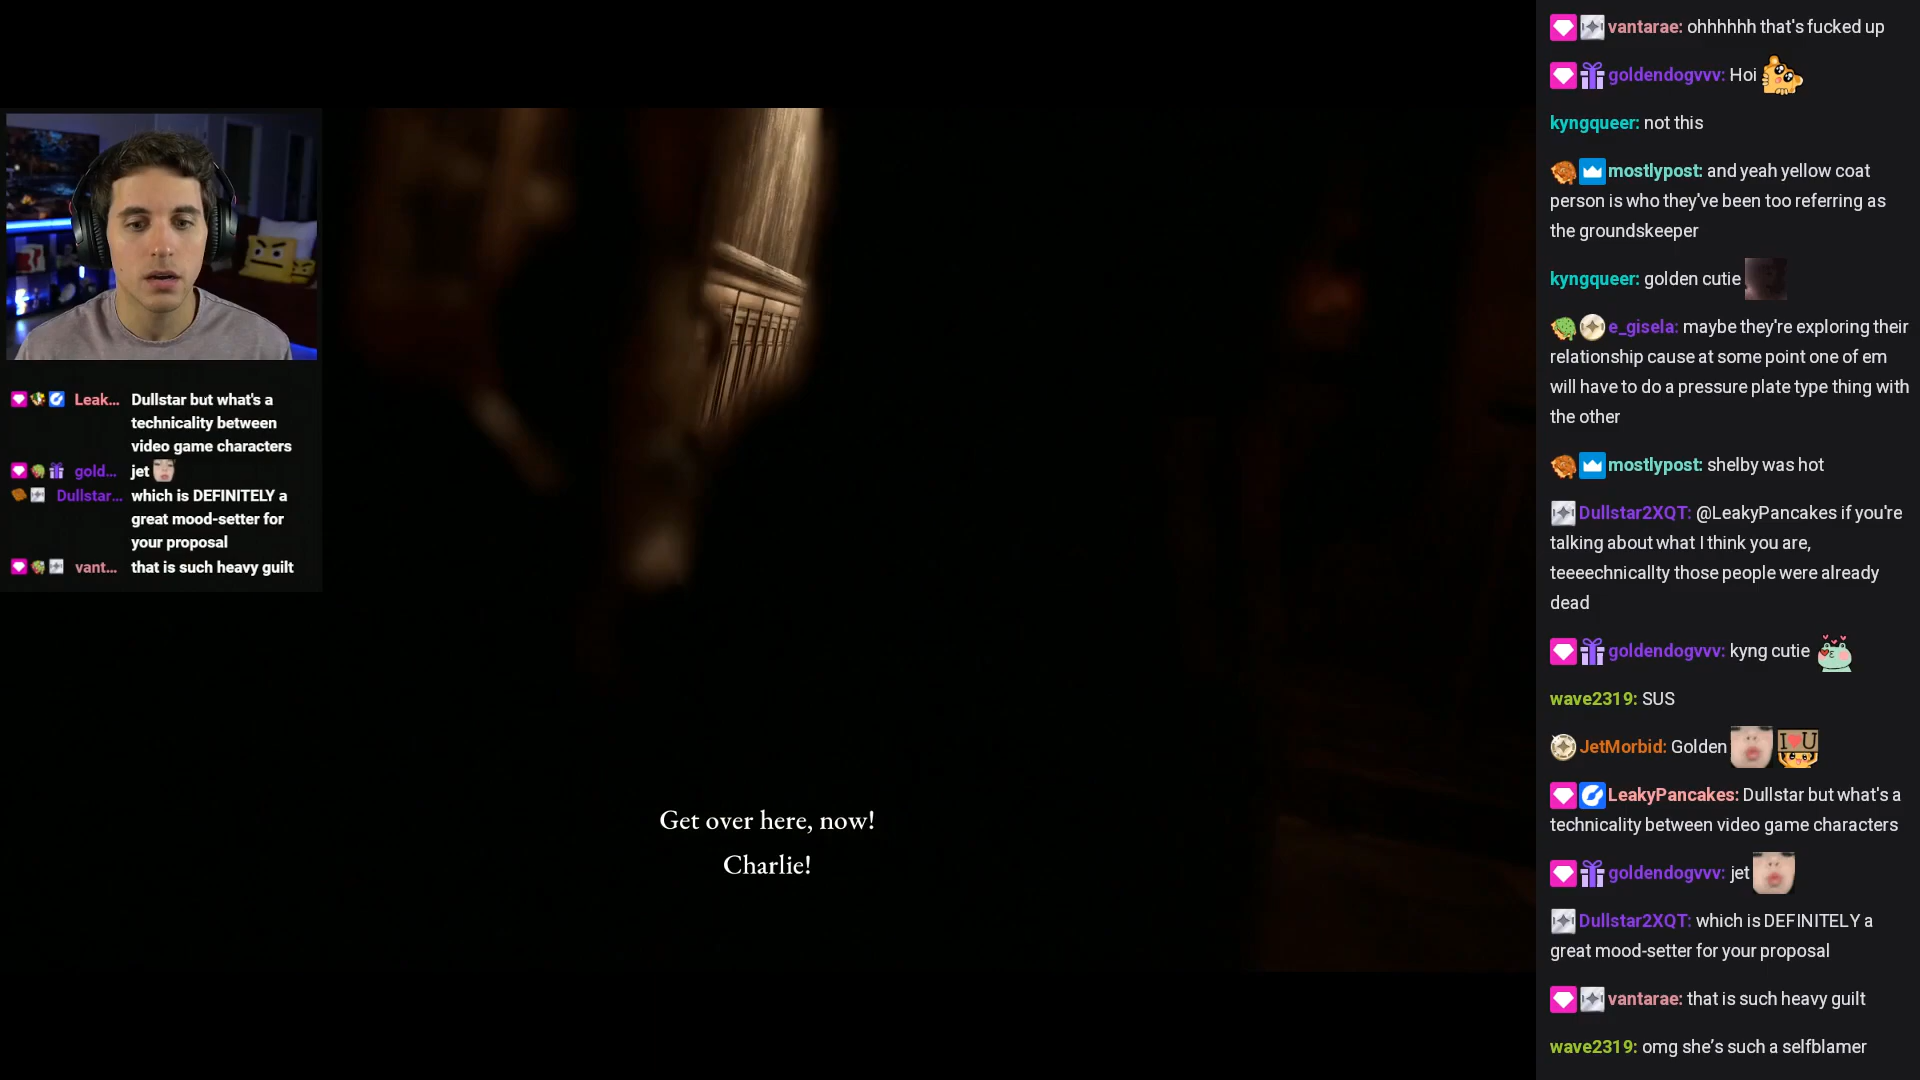 Leak... Dullstar but what's a
technicality between
video game characters
gold... jet
Dullstar... which is DEFINITELY a
great mood-setter for
your proposal
vant... that is such heavy guilt
Get over here, now!
Charlie!
vantarae: ohhhhhh that's fucked up
goldendogvvv: Hoi
kyngqueer: not this
mostlypost: and yeah yellow coat
person is who they've been too referring as
the groundskeeper
kyngqueer: golden cutie
e_gisela: maybe they're exploring their
relationship cause at some point one of em
will have to do a pressure plate type thing with
the other
mostlypost: shelby was hot
Dullstar2XQT: @LeakyPancakes if you're
talking about what I think you are,
teeeechnicallty those people were already
dead
goldendogvvv: kyng cutie
wave2319: SUS
JetMorbid: Golden I U
LeakyPancakes: Dullstar but what's a
technicality between video game characters
goldendogvvv: jet
Dullstar2XQT: which is DEFINITELY a
great mood-setter for your proposal
vantarae: that is such heavy guilt
wave2319: omg she's such a selfblamer